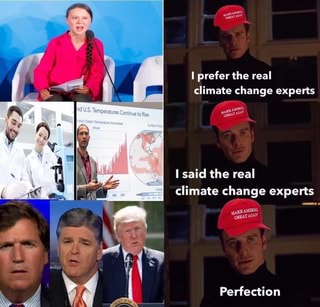 MAKE AMERICA
GREAT AGAIN
I prefer the real
climate change experts
U.S. Temperatures Continue to Rise
MAKE AMERICA
GREAT AGAIN
I said the real
climate change experts
MAKE AMERICA
GREAT AGAIN
Perfection